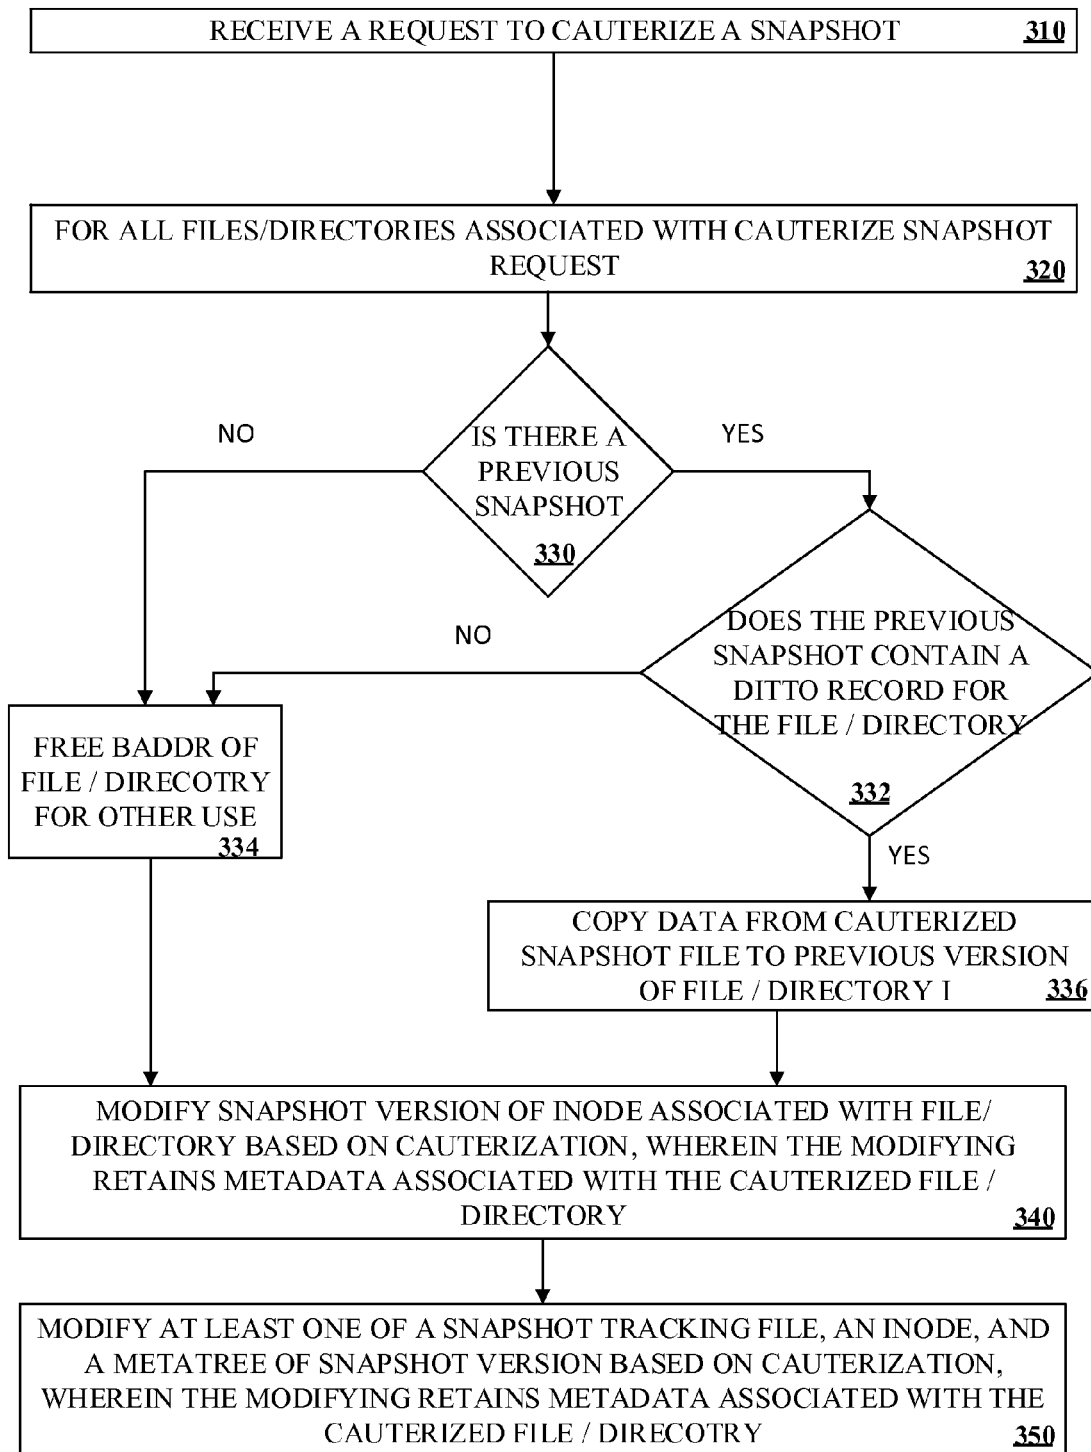 RECEIVE A REQUEST TO CAUTERIZE A SNAPSHOT 310
FOR ALL FILES/DIRECTORIES ASSOCIATED WITH CAUTERIZE SNAPSHOT
REQUEST 320
NO
YES
IS THERE A
PREVIOUS
SNAPSHOT
330
NO
DOES THE PREVIOUS
SNAPSHOT CONTAIN A
DITTO RECORD FOR
THE FILE / DIRECTORY
332
FREE BADDR OF
FILE / DIRECOTRY
FOR OTHER USE
334
YES
COPY DATA FROM CAUTERIZED
SNAPSHOT FILE TO PREVIOUS VERSION
OF FILE / DIRECTORY I 336
MODIFY SNAPSHOT VERSION OF INODE ASSOCIATED WITH FILE/
DIRECTORY BASED ON CAUTERIZATION, WHEREIN THE MODIFYING
RETAINS METADATA ASSOCIATED WITH THE CAUTERIZED FILE /
DIRECTORY 340
MODIFY AT LEAST ONE OF A SNAPSHOT TRACKING FILE, AN INODE, AND
A METATREE OF SNAPSHOT VERSION BASED ON CAUTERIZATION,
WHEREIN THE MODIFYING RETAINS METADATA ASSOCIATED WITH THE
CAUTERIZED FILE / DIRECOTRY 350